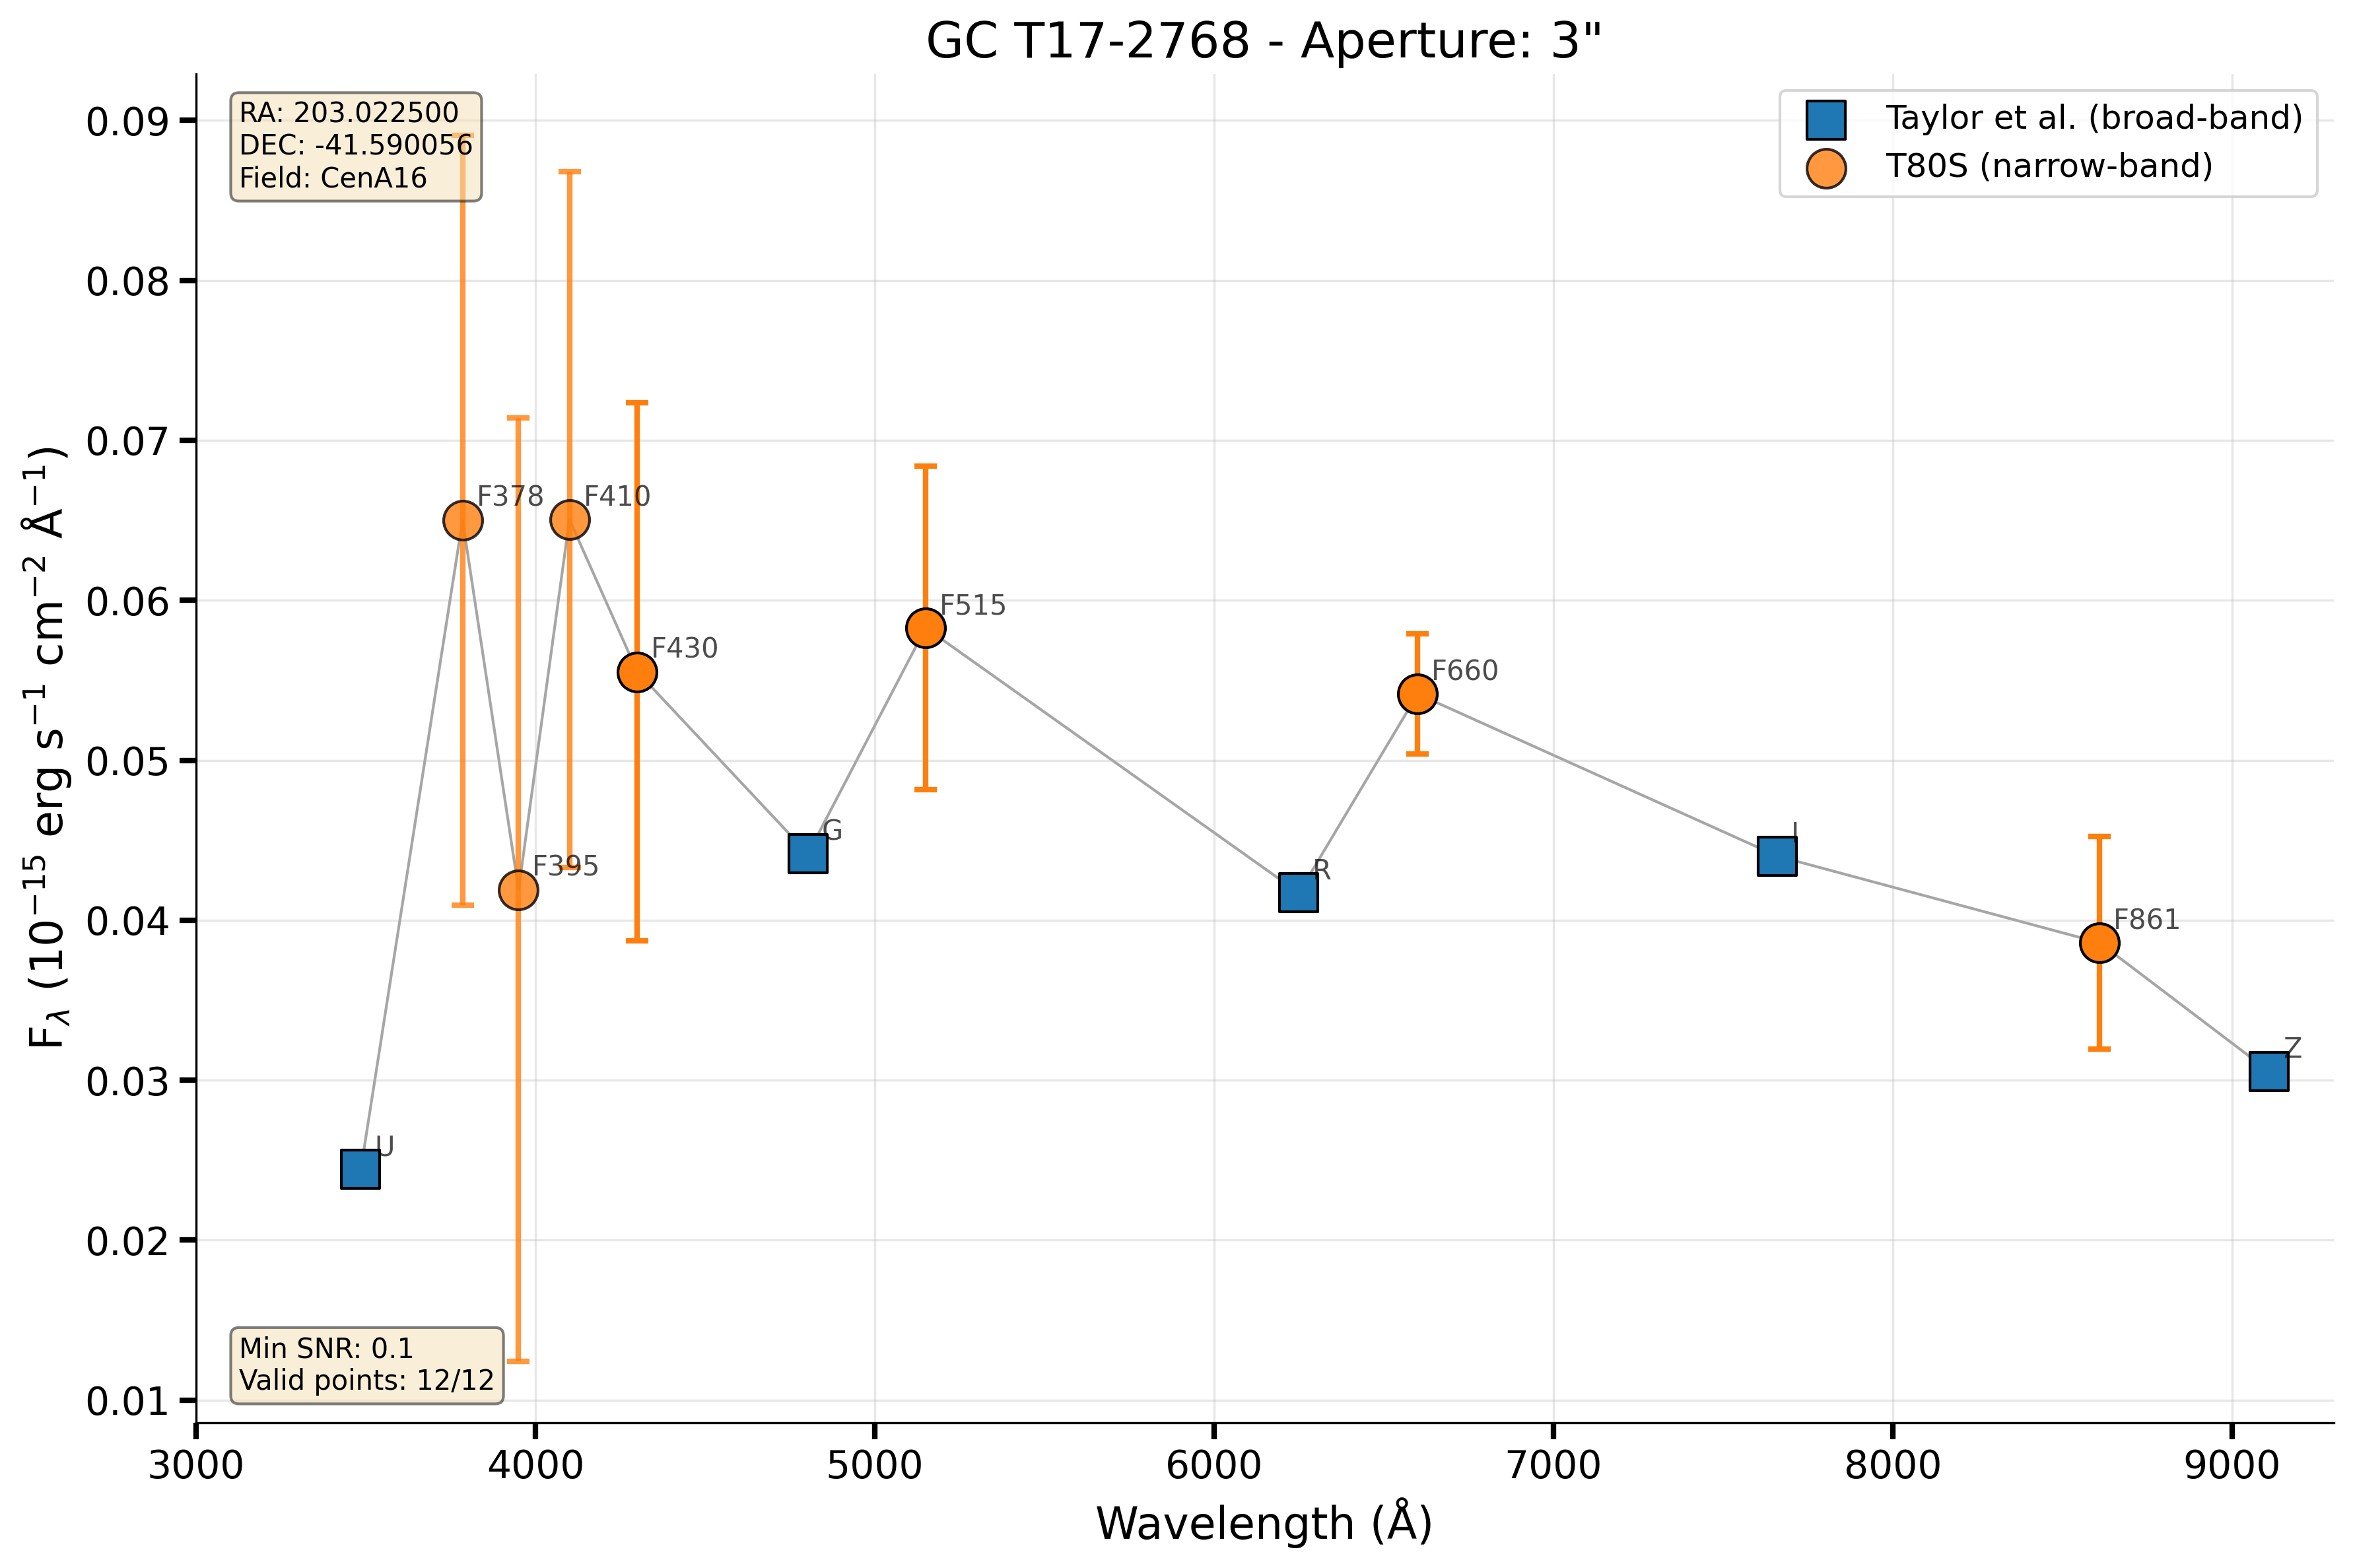 GC T17-2768 - Aperture: 3"
RA: 203.022500
DEC: -41.590056
Field: CenA16
Taylor et al. (broad-band)
T80S (narrow-band)
0.09
0.08
0.07
0.06
0.05
0.04
0.03
0.02
0.01
F_λ (10⁻¹⁵ erg s⁻¹ cm⁻² Å⁻¹)
U
F378
F395
F410
F430
G
F515
R
F660
I
F861
Z
Min SNR: 0.1
Valid points: 12/12
3000 4000 5000 6000 7000 8000 9000
Wavelength (Å)